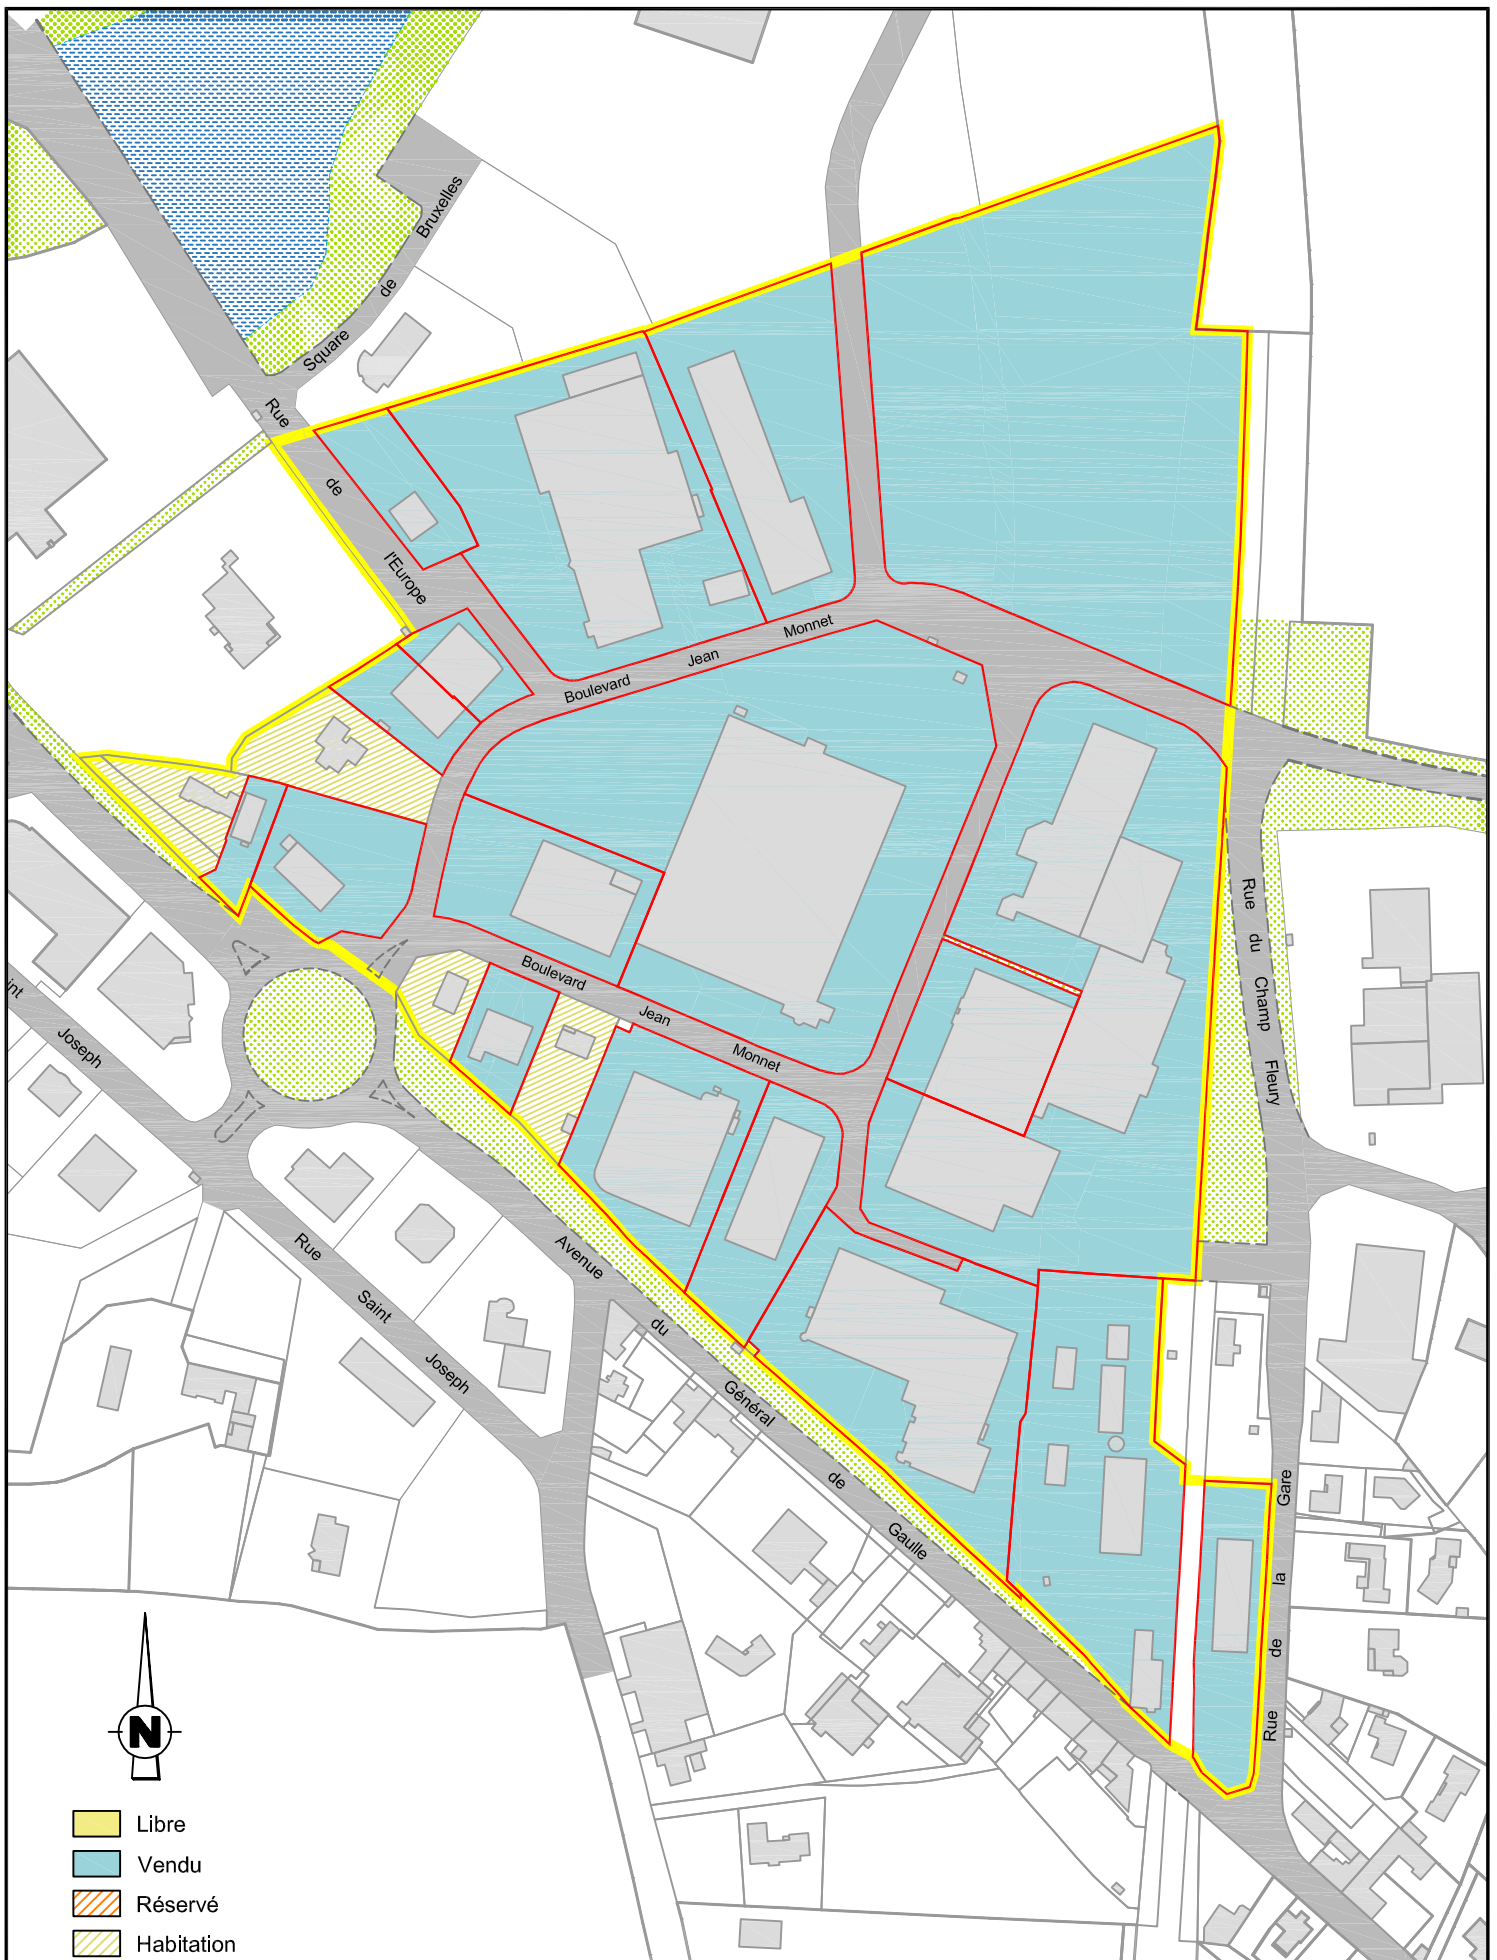 Square de Bruxelles
Rue de l'Europe
Boulevard Jean Monnet
Rue du Champ Fleury
Boulevard Jean Monnet
int Joseph
Rue Saint Joseph
Avenue du Général de Gaulle
Rue de la Gare
N
Libre
Vendu
Réservé
Habitation